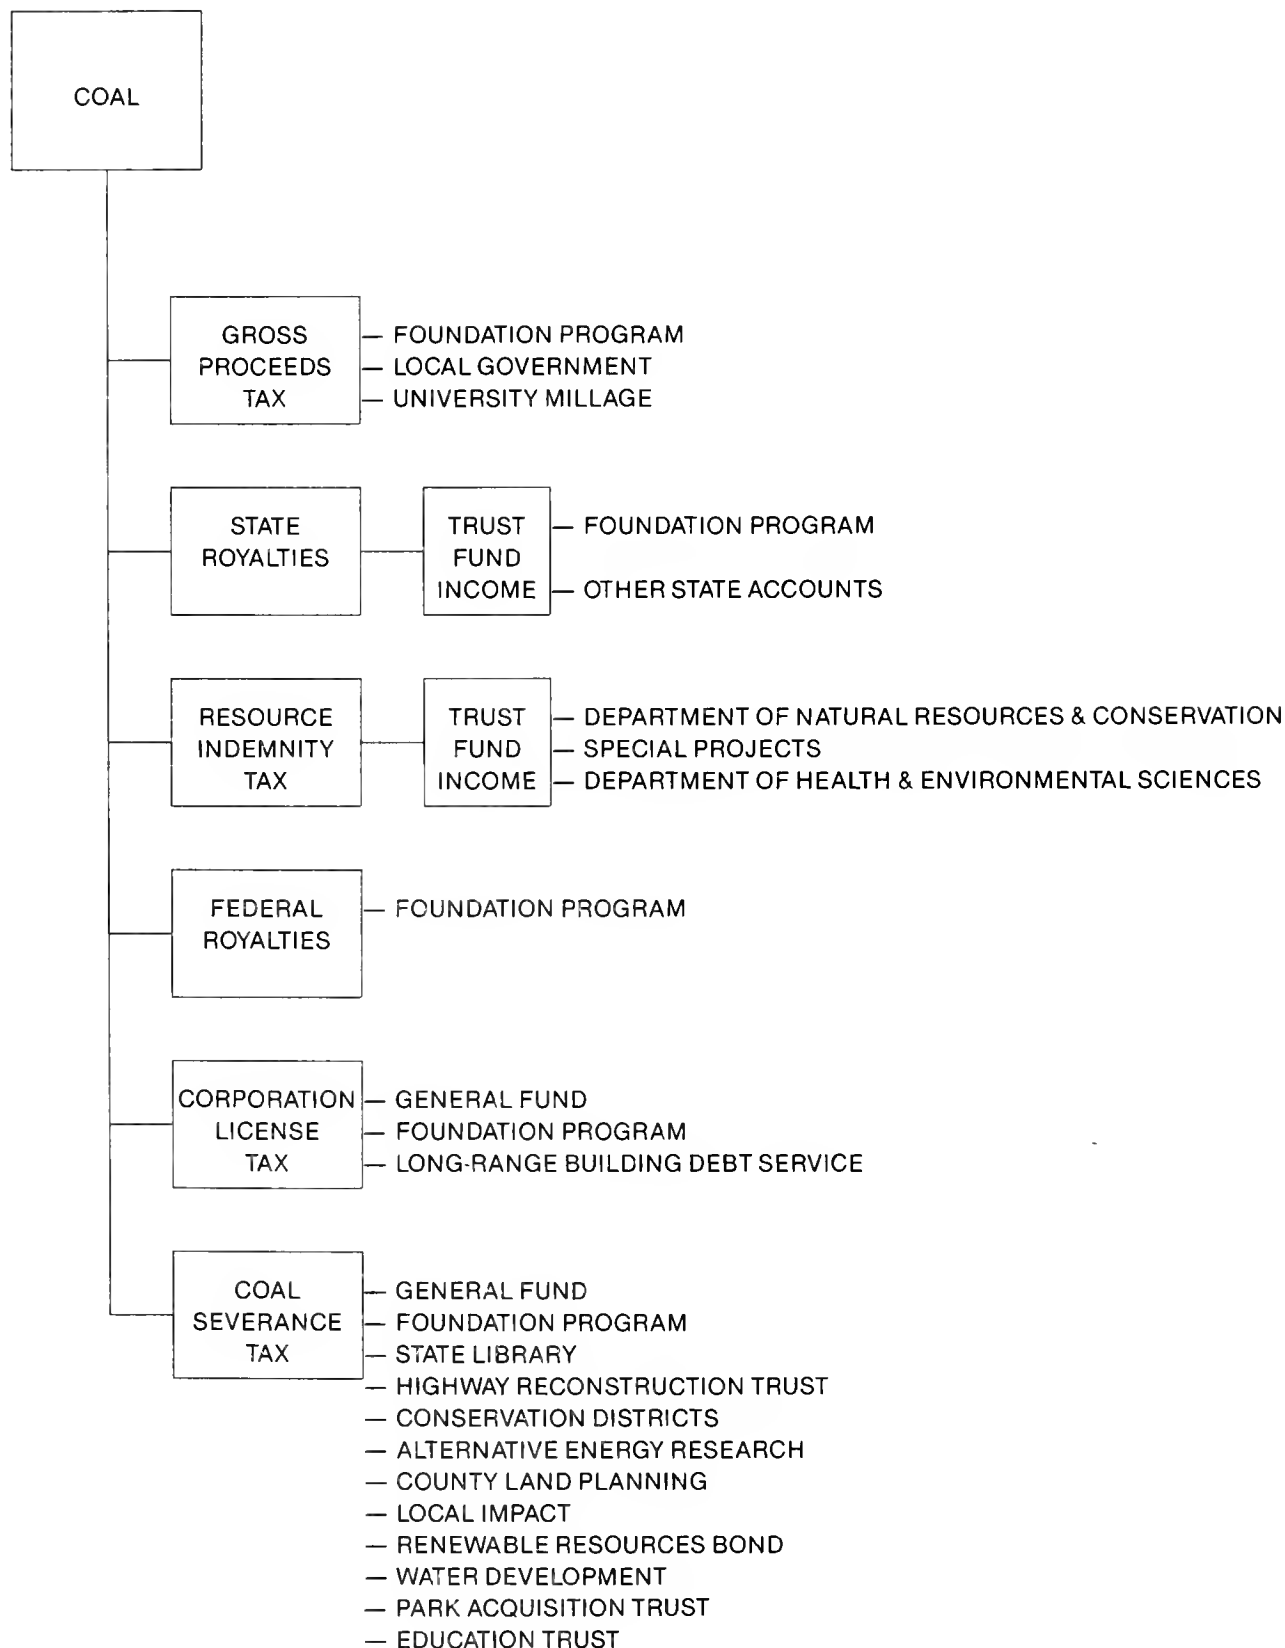 COAL
GROSS
PROCEEDS
TAX
— FOUNDATION PROGRAM
— LOCAL GOVERNMENT
— UNIVERSITY MILLAGE
STATE
ROYALTIES
TRUST
FUND
INCOME
— FOUNDATION PROGRAM
— OTHER STATE ACCOUNTS
RESOURCE
INDEMNITY
TAX
TRUST
FUND
INCOME
— DEPARTMENT OF NATURAL RESOURCES & CONSERVATION
— SPECIAL PROJECTS
— DEPARTMENT OF HEALTH & ENVIRONMENTAL SCIENCES
FEDERAL
ROYALTIES
— FOUNDATION PROGRAM
CORPORATION
LICENSE
TAX
— GENERAL FUND
— FOUNDATION PROGRAM
— LONG-RANGE BUILDING DEBT SERVICE
COAL
SEVERANCE
TAX
— GENERAL FUND
— FOUNDATION PROGRAM
— STATE LIBRARY
— HIGHWAY RECONSTRUCTION TRUST
— CONSERVATION DISTRICTS
— ALTERNATIVE ENERGY RESEARCH
— COUNTY LAND PLANNING
— LOCAL IMPACT
— RENEWABLE RESOURCES BOND
— WATER DEVELOPMENT
— PARK ACQUISITION TRUST
— EDUCATION TRUST